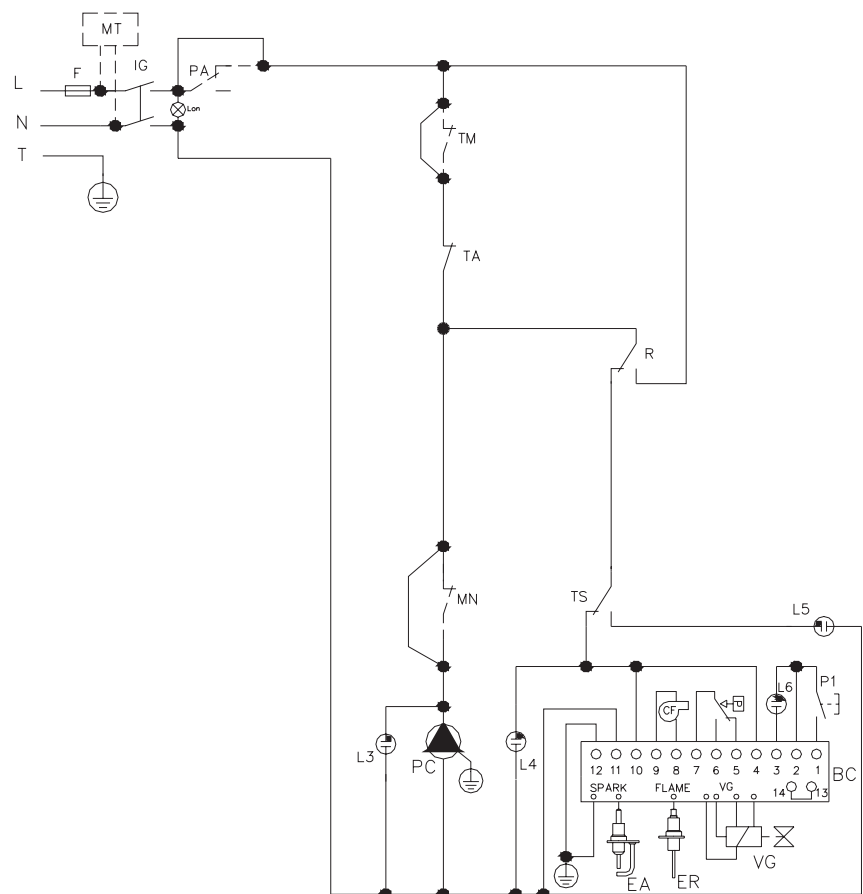 MT
F
IG
PA
L
Lon
N
TM
T
TA
R
MN
TS
L5
L6
P1
CF
P
L3
PC
L4
12 11 10 9 8 7 6 5 4 3 2 1
BC
SPARK FLAME VG
14 13
EA
ER
VG